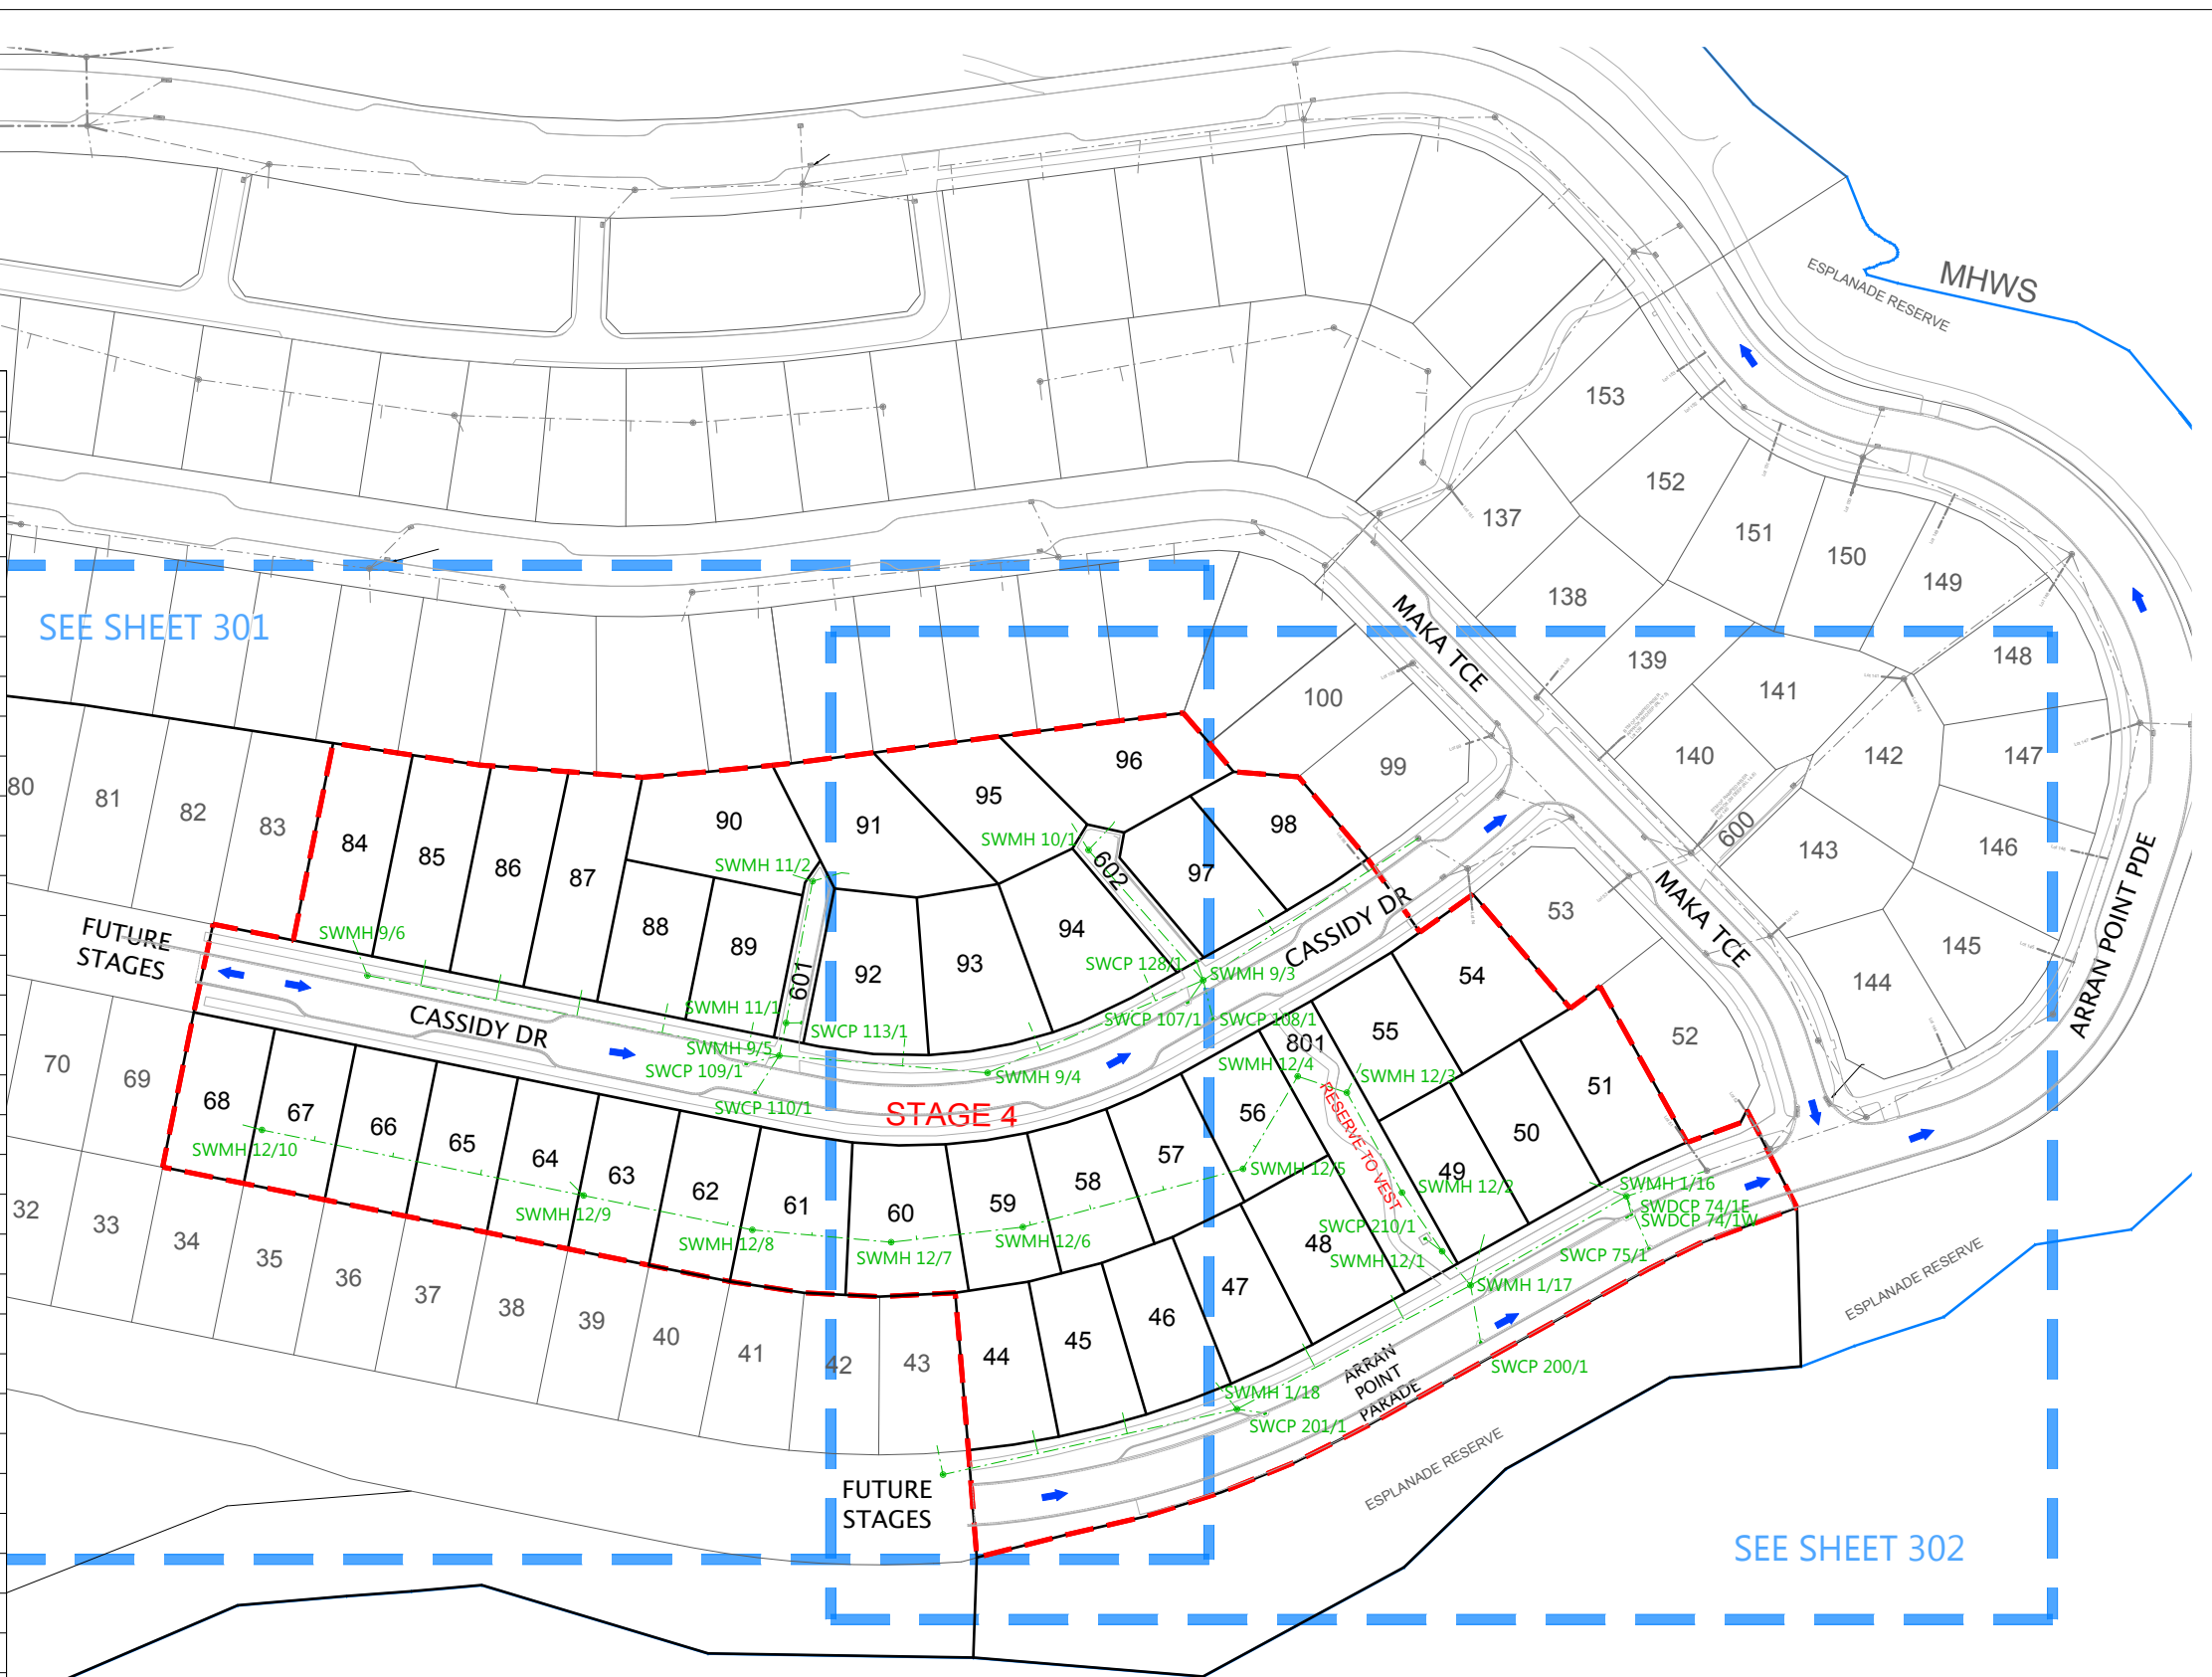 MHWS
ESPLANADE RESERVE
153
152
137
151
150
149
138
SEE SHEET 301
MAKA TCE
139
148
141
100
96
99
140
142
147
80
81
82
83
84
85
86
87
90
91
95
98
600
143
146
SWMH 10/1
602
97
SWMH 11/2
88
89
94
53
MAKA TCE
145
ARRAN POINT PDE
FUTURE
STAGES
SWMH 9/6
601
92
93
CASSIDY DR
SWCP 128/1
SWMH 9/3
54
144
SWMH 11/1
SWCP 113/1
SWCP 107/1
SWCP 108/1
55
52
CASSIDY DR
SWMH 9/5
801
70
69
SWCP 109/1
SWMH 9/4
SWMH 12/4
SWMH 12/3
51
68
67
66
65
64
63
62
61
SWCP 110/1
STAGE 4
56
RESERVE TO VEST
50
SWMH 12/10
57
SWMH 12/5
49
SWMH 12/2
SWMH 1/16
SWDCP 74/1E
SWDCP 74/1W
32
33
34
35
36
37
38
39
40
41
42
43
SWMH 12/9
SWMH 12/8
60
SWMH 12/7
59
SWMH 12/6
58
48
SWCP 210/1
SWMH 12/1
SWCP 75/1
ESPLANADE RESERVE
47
SWMH 1/17
46
45
44
ARRAN
POINT
PARADE
SWCP 200/1
SWMH 1/18
SWCP 201/1
FUTURE
STAGES
ESPLANADE RESERVE
SEE SHEET 302